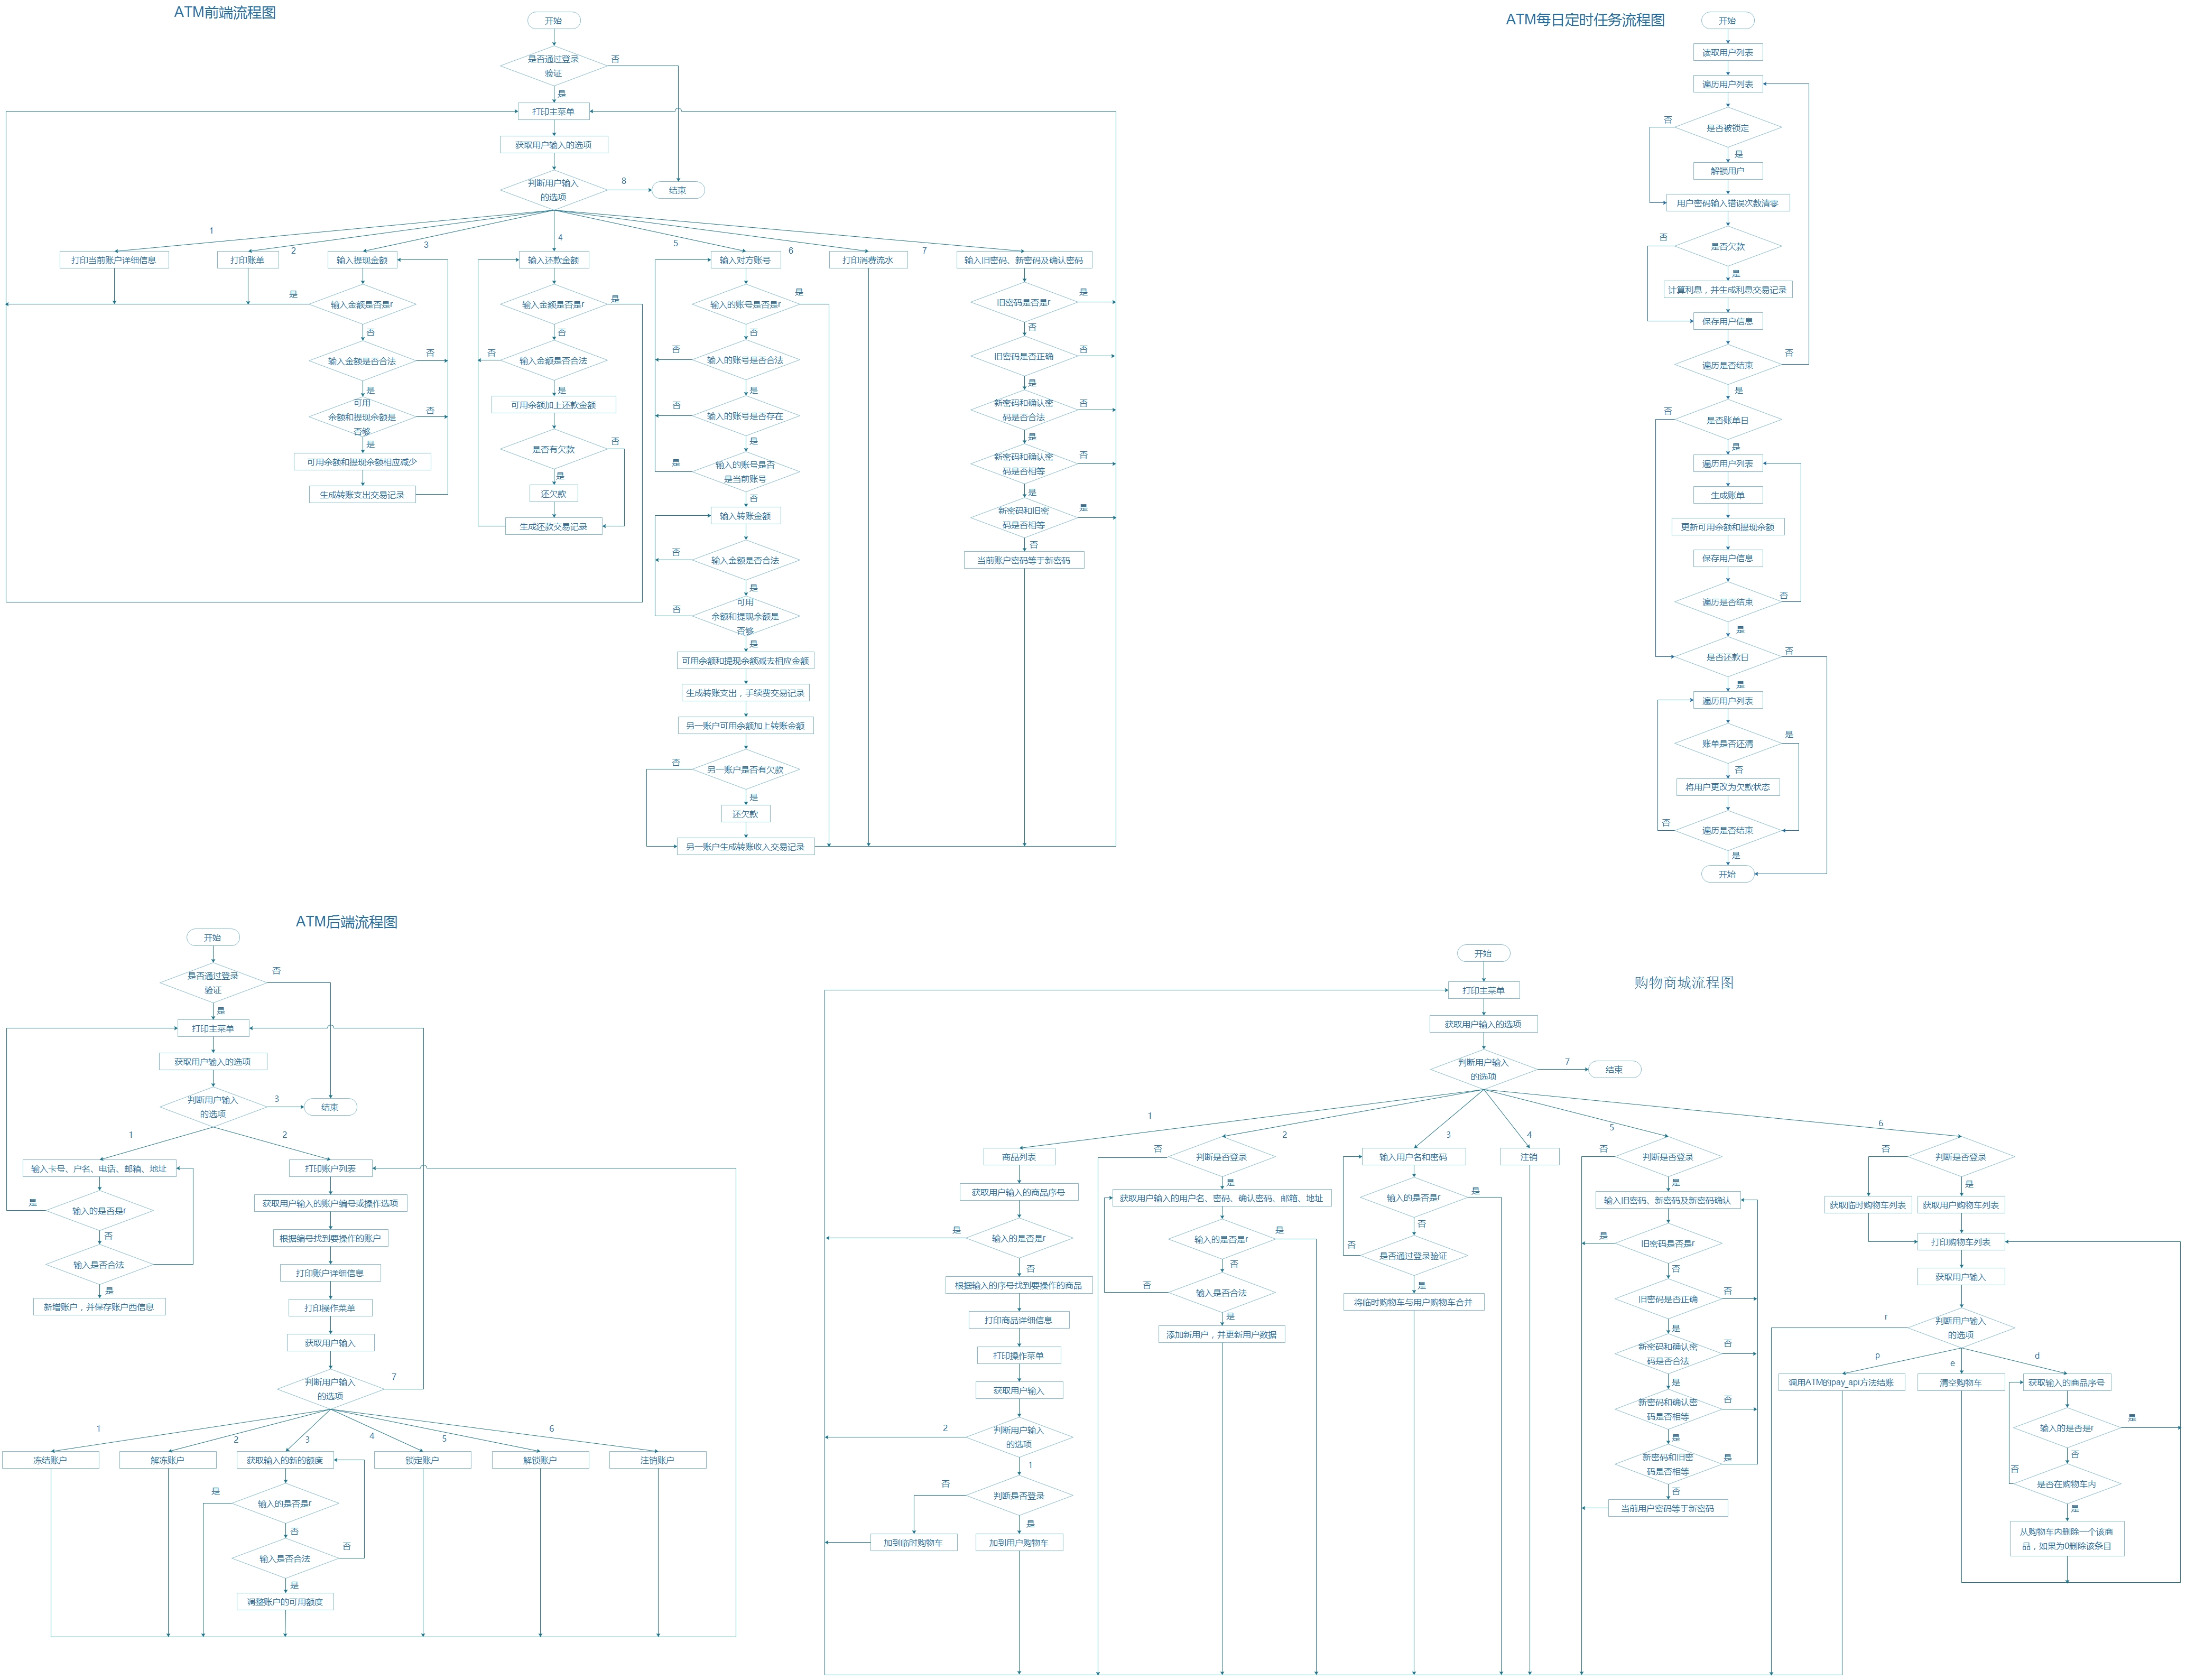 ATM前端流程图
开始
是否通过登录
验证
否
是
打印主菜单
获取用户输入的选项
判断用户输入
的选项
8
结束
1
2
3
4
5
6
7
打印当前账户详细信息
打印账单
输入提现金额
输入还款金额
输入对方账号
打印消费流水
输入旧密码、新密码及确认密码
是
输入金额是否是r
否
输入金额是否合法
否
是
可用
余额和提现余额是
否够
否
是
可用余额和提现余额相应减少
生成转账支出交易记录
输入金额是否是r
是
否
否
输入金额是否合法
是
可用余额加上还款金额
是否有欠款
否
是
还欠款
生成还款交易记录
输入的账号是否是r
是
否
否
输入的账号是否合法
是
否
输入的账号是否存在
是
是
输入的账号是否
是当前账号
否
输入转账金额
否
输入金额是否合法
是
可用
余额和提现余额是
否够
否
是
可用余额和提现余额减去相应金额
生成转账支出，手续费交易记录
另一账户可用余额加上转账金额
否
另一账户是否有欠款
是
还欠款
另一账户生成转账收入交易记录
旧密码是否是r
是
否
旧密码是否正确
否
是
新密码和确认密
码是否合法
否
是
新密码和确认密
码是否相等
否
是
新密码和旧密
码是否相等
是
否
当前账户密码等于新密码
ATM每日定时任务流程图
开始
读取用户列表
遍历用户列表
否
是否被锁定
是
解锁用户
用户密码输入错误次数清零
否
是否欠款
是
计算利息，并生成利息交易记录
保存用户信息
遍历是否结束
否
是
否
是否账单日
是
遍历用户列表
生成账单
更新可用余额和提现余额
保存用户信息
遍历是否结束
否
是
是否还款日
否
是
遍历用户列表
账单是否还清
是
否
将用户更改为欠款状态
否
遍历是否结束
是
开始
ATM后端流程图
开始
是否通过登录
验证
否
是
打印主菜单
获取用户输入的选项
判断用户输入
的选项
3
结束
1
2
输入卡号、户名、电话、邮箱、地址
是
输入的是否是r
否
输入是否合法
是
新增账户，并保存账户西信息
打印账户列表
获取用户输入的账户编号或操作选项
根据编号找到要操作的账户
打印账户详细信息
打印操作菜单
获取用户输入
判断用户输入
的选项
7
1
2
3
4
5
6
冻结账户
解冻账户
获取输入的新的额度
锁定账户
解锁账户
注销账户
是
输入的是否是r
否
输入是否合法
否
是
调整账户的可用额度
购物商城流程图
开始
打印主菜单
获取用户输入的选项
判断用户输入
的选项
7
结束
1
2
3
4
5
6
商品列表
获取用户输入的商品序号
是
输入的是否是r
否
根据输入的序号找到要操作的商品
打印商品详细信息
打印操作菜单
获取用户输入
2
判断用户输入
的选项
1
否
判断是否登录
是
加到临时购物车
加到用户购物车
否
判断是否登录
是
获取用户输入的用户名、密码、确认密码、邮箱、地址
输入的是否是r
是
否
否
输入是否合法
是
添加新用户，并更新用户数据
输入用户名和密码
输入的是否是r
是
否
否
是否通过登录验证
是
将临时购物车与用户购物车合并
注销
否
判断是否登录
是
输入旧密码、新密码及新密码确认
是
旧密码是否是r
否
旧密码是否正确
否
是
新密码和确认密
码是否合法
否
是
新密码和确认密
码是否相等
否
是
新密码和旧密
码是否相等
是
否
当前用户密码等于新密码
否
判断是否登录
是
获取临时购物车列表
获取用户购物车列表
打印购物车列表
获取用户输入
r
判断用户输入
的选项
p
e
d
调用ATM的pay_api方法结账
清空购物车
获取输入的商品序号
输入的是否是r
是
否
否
是否在购物车内
是
从购物车内删除一个该商
品，如果为0删除该条目